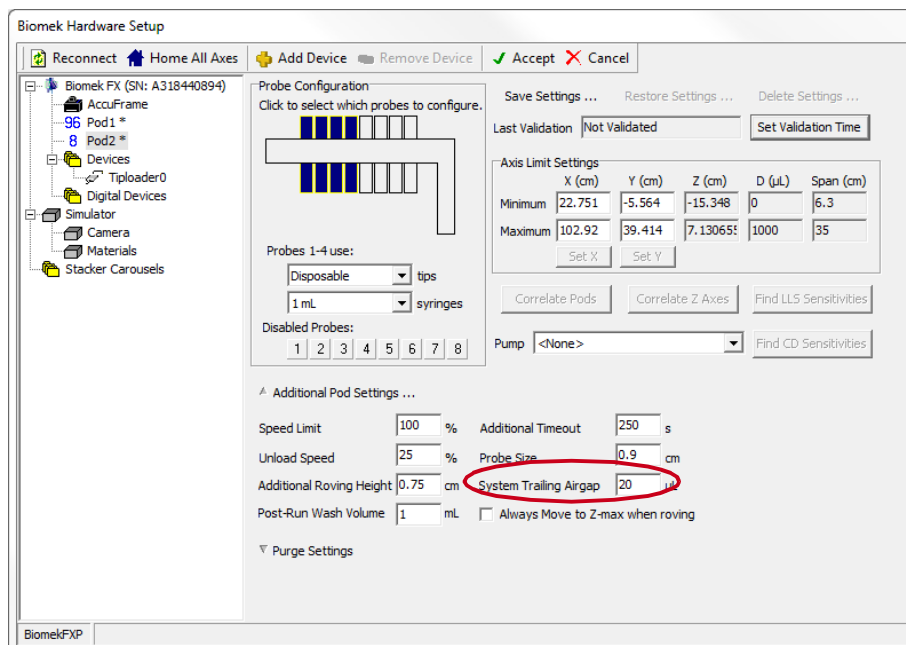 Biomek Hardware Setup
Reconnect Home All Axes Add Device Remove Device Accept Cancel
Biomek FX (SN: A318440894)
AccuFrame
96 Pod1 *
8 Pod2 *
Devices
Tiploader0
Digital Devices
Simulator
Camera
Materials
Stacker Carousels
Probe Configuration
Click to select which probes to configure.
Probes 1-4 use:
Disposable tips
1 mL syringes
Disabled Probes:
1 2 3 4 5 6 7 8
Save Settings ... Restore Settings ... Delete Settings ...
Last Validation Not Validated Set Validation Time
Axis Limit Settings
X (cm) Y (cm) Z (cm) D (µL) Span (cm)
Minimum 22.751 -5.564 -15.348 0 6.3
Maximum 102.92 39.414 7.130655 1000 35
Set X Set Y
Correlate Pods Correlate Z Axes Find LLS Sensitivities
Pump <None> Find CD Sensitivities
Additional Pod Settings ...
Speed Limit 100 % Additional Timeout 250 s
Unload Speed 25 % Probe Size 0.9 cm
Additional Roving Height 0.75 cm System Trailing Airgap 20 µL
Post-Run Wash Volume 1 mL Always Move to Z-max when roving
Purge Settings
BiomekFXP